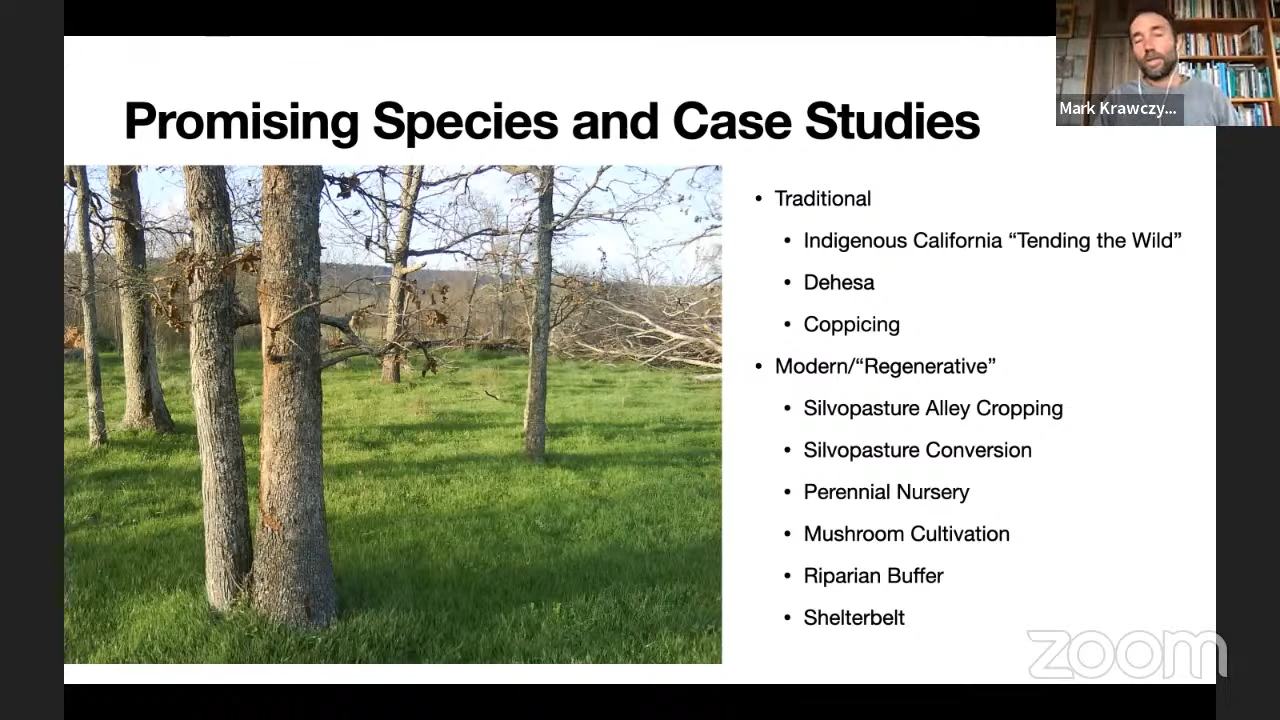 Mark Krawczy...
Promising Species and Case Studies
• Traditional
• Indigenous California “Tending the Wild”
• Dehesa
• Coppicing
• Modern/“Regenerative”
• Silvopasture Alley Cropping
• Silvopasture Conversion
• Perennial Nursery
• Mushroom Cultivation
• Riparian Buffer
• Shelterbelt
zoom